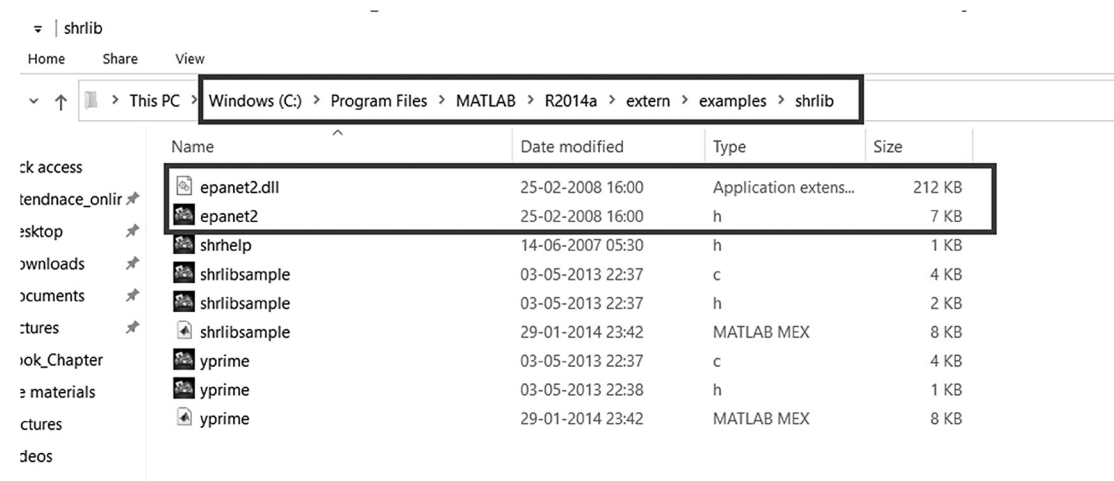 shrlib
Home Share View
This PC > Windows (C:) > Program Files > MATLAB > R2014a > extern > examples > shrlib
Name Date modified Type Size
ck access
tendnace_onlir
esktop
ownloads
ocuments
ctures
ook_Chapter
e materials
ctures
deos
epanet2.dll 25-02-2008 16:00 Application extens... 212 KB
epanet2 25-02-2008 16:00 h 7 KB
shrhelp 14-06-2007 05:30 h 1 KB
shrlibsample 03-05-2013 22:37 c 4 KB
shrlibsample 03-05-2013 22:37 h 2 KB
shrlibsample 29-01-2014 23:42 MATLAB MEX 8 KB
yprime 03-05-2013 22:37 c 4 KB
yprime 03-05-2013 22:38 h 1 KB
yprime 29-01-2014 23:42 MATLAB MEX 8 KB